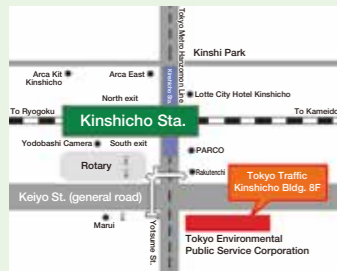 Tokyo Metro Hanzomon Line
Kinshi Park
Arca Kit
Kinshicho
Arca East
Kinshicho Sta.
Lotte City Hotel Kinshicho
North exit
To Ryogoku
Kinshicho Sta.
To Kameido
Yodobashi Camera
South exit
PARCO
Rotary
Rakutenchi
Tokyo Traffic
Kinshicho Bldg. 8F
Keiyo St. (general road)
Marui
Yotsume St.
Tokyo Environmental
Public Service Corporation